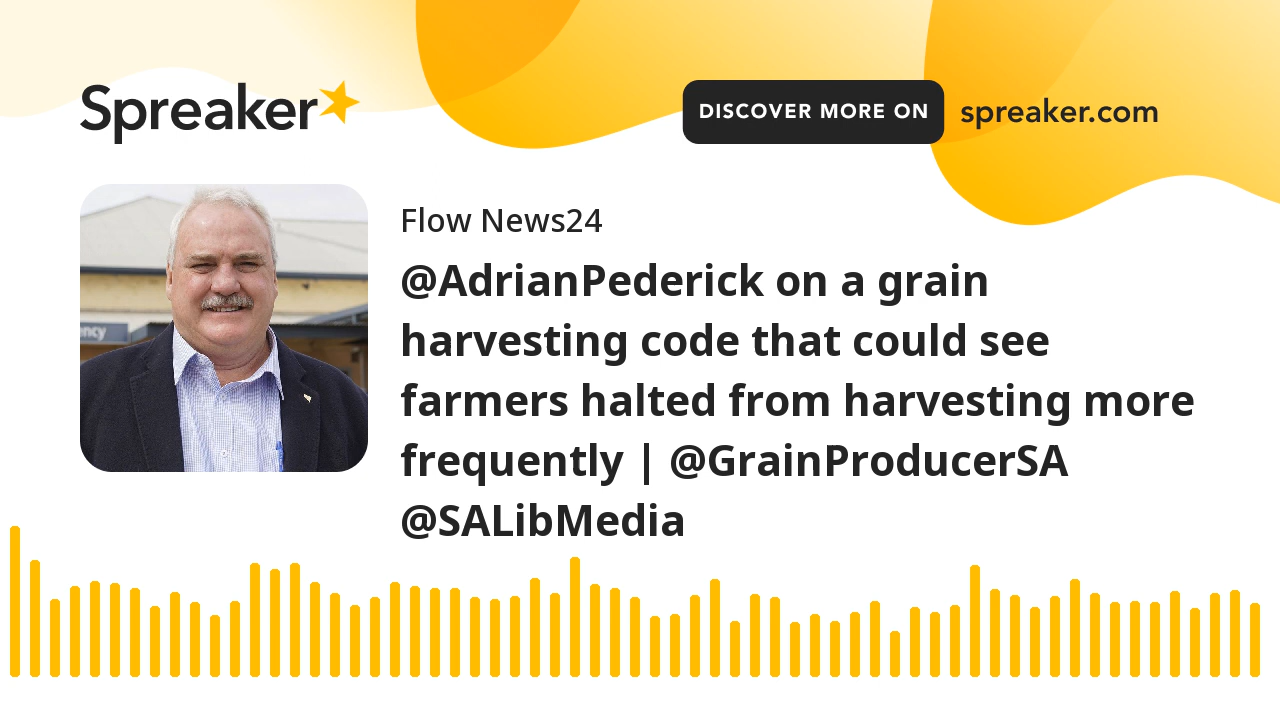 Spreaker
DISCOVER MORE ON spreaker.com
Flow News24
@AdrianPederick on a grain
harvesting code that could see
farmers halted from harvesting more
frequently | @GrainProducerSA
@SALibMedia
ency